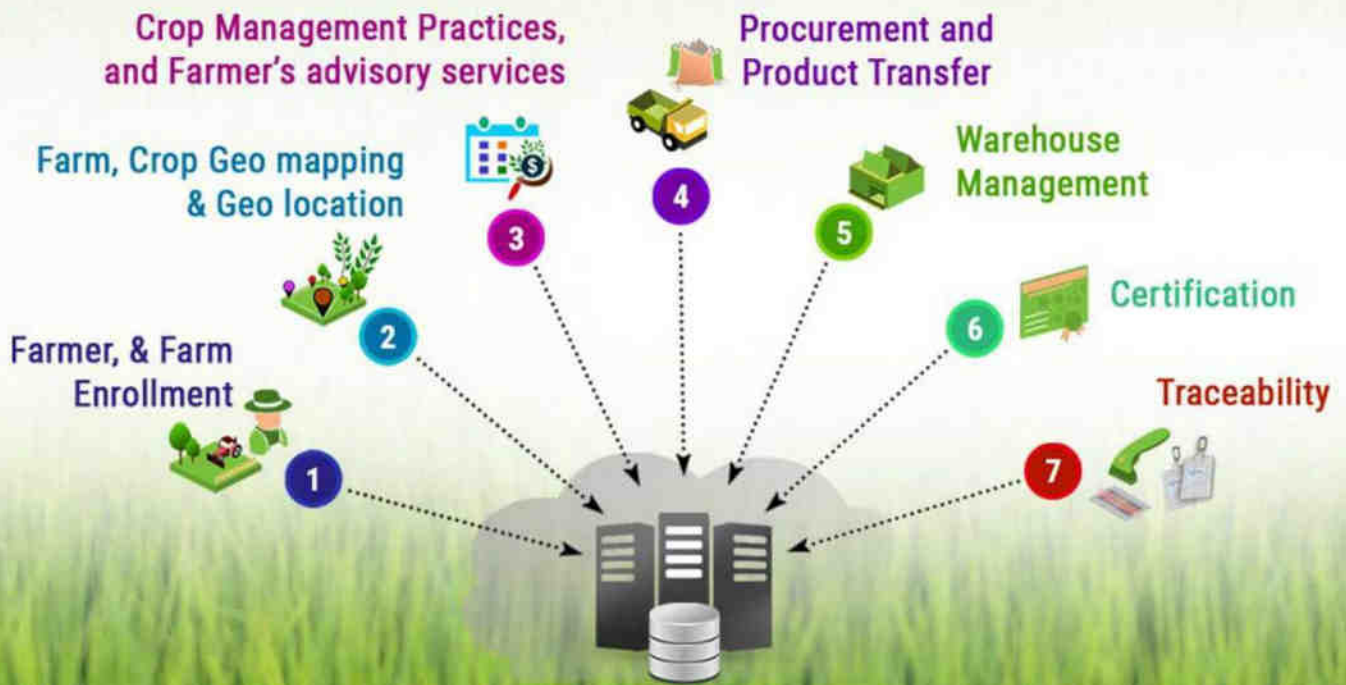 Crop Management Practices,
and Farmer's advisory services
Procurement and
Product Transfer
Farm, Crop Geo mapping
& Geo location
Warehouse
Management
3
4
5
Certification
2
6
Farmer, & Farm
Enrollment
Traceability
1
7